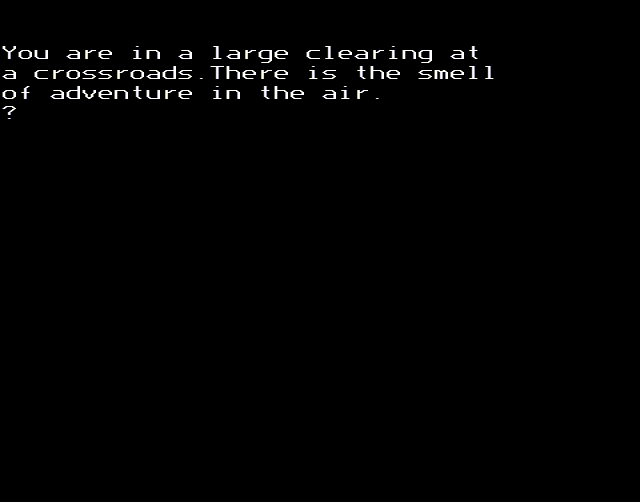 You are in a large clearing at
a crossroads.There is the smell
of adventure in the air.
?